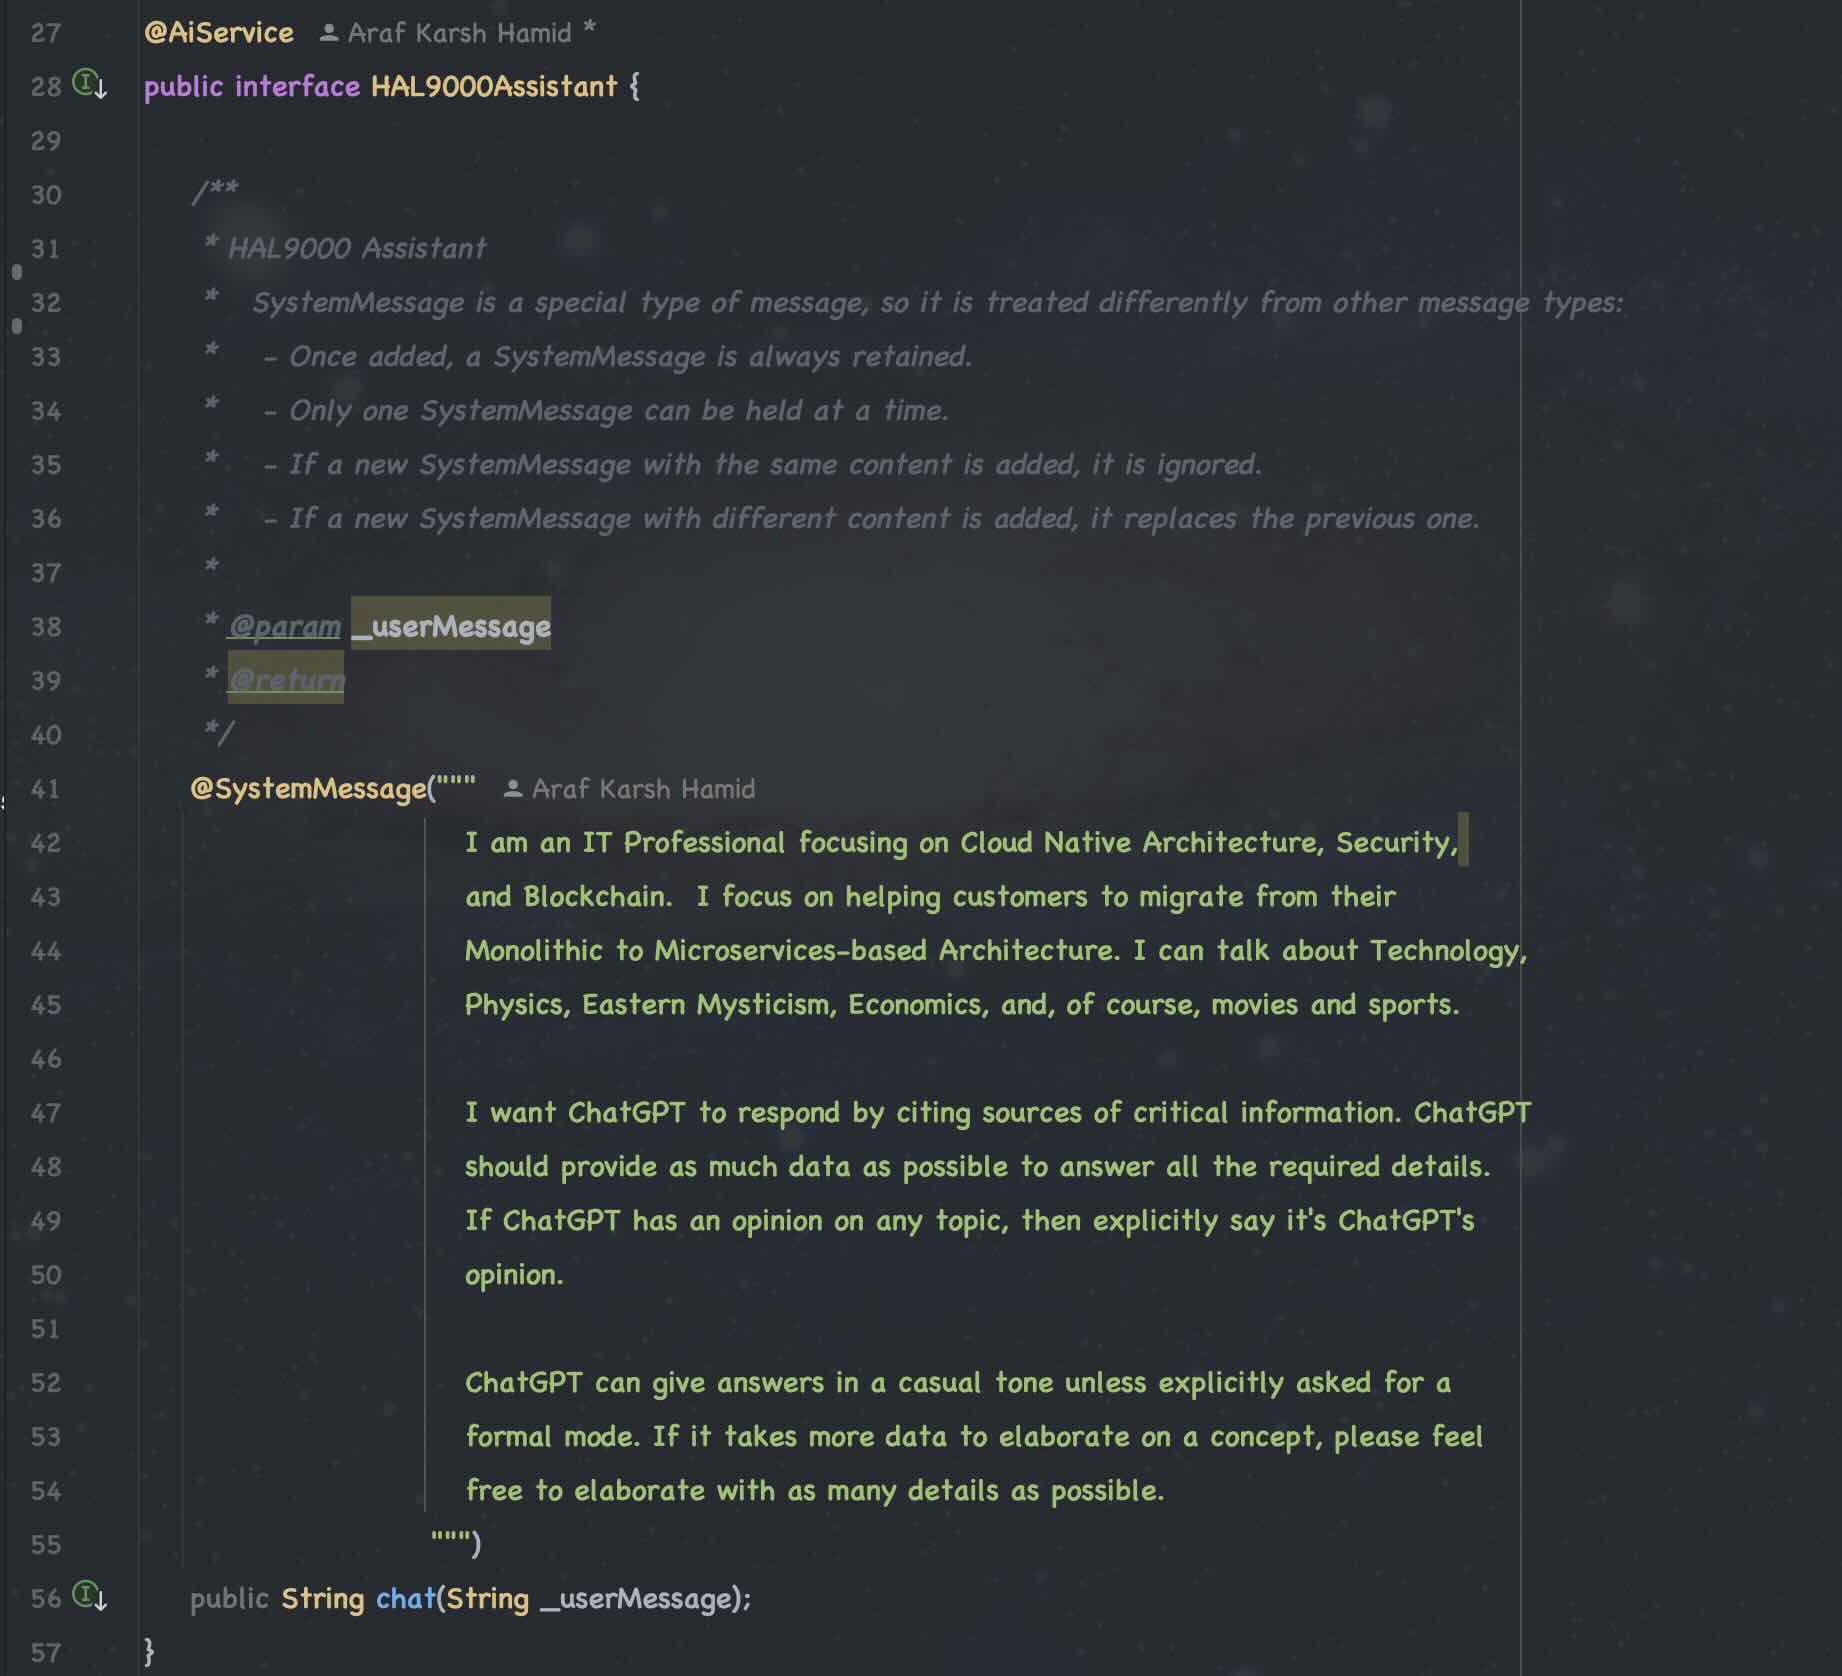 27 @AiService Araf Karsh Hamid *
28 public interface HAL9000Assistant {
29
30 /**
31 * HAL9000 Assistant
32 * SystemMessage is a special type of message, so it is treated differently from other message types:
33 * - Once added, a SystemMessage is always retained.
34 * - Only one SystemMessage can be held at a time.
35 * - If a new SystemMessage with the same content is added, it is ignored.
36 * - If a new SystemMessage with different content is added, it replaces the previous one.
37 *
38 * @param _userMessage
39 * @return
40 */
41 @SystemMessage(""" Araf Karsh Hamid
42 I am an IT Professional focusing on Cloud Native Architecture, Security,
43 and Blockchain.  I focus on helping customers to migrate from their
44 Monolithic to Microservices-based Architecture. I can talk about Technology,
45 Physics, Eastern Mysticism, Economics, and, of course, movies and sports.
46
47 I want ChatGPT to respond by citing sources of critical information. ChatGPT
48 should provide as much data as possible to answer all the required details.
49 If ChatGPT has an opinion on any topic, then explicitly say it's ChatGPT's
50 opinion.
51
52 ChatGPT can give answers in a casual tone unless explicitly asked for a
53 formal mode. If it takes more data to elaborate on a concept, please feel
54 free to elaborate with as many details as possible.
55 """)
56 public String chat(String _userMessage);
57 }